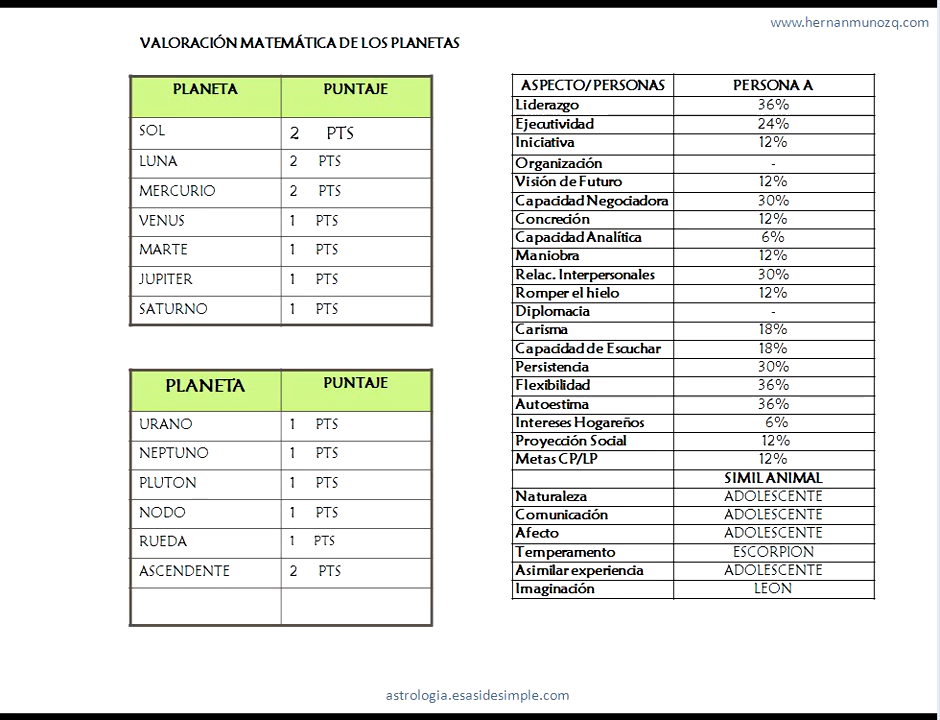 www.hernanmunozq.com
VALORACIÓN MATEMÁTICA DE LOS PLANETAS
PLANETA PUNTAJE
SOL 2 PTS
LUNA 2 PTS
MERCURIO 2 PTS
VENUS 1 PTS
MARTE 1 PTS
JUPITER 1 PTS
SATURNO 1 PTS
PLANETA PUNTAJE
URANO 1 PTS
NEPTUNO 1 PTS
PLUTON 1 PTS
NODO 1 PTS
RUEDA 1 PTS
ASCENDENTE 2 PTS
ASPECTO/PERSONAS PERSONA A
Liderazgo 36%
Ejecutividad 24%
Iniciativa 12%
Organización -
Visión de Futuro 12%
Capacidad Negociadora 30%
Concreción 12%
Capacidad Analítica 6%
Maniobra 12%
Relac. Interpersonales 30%
Romper el hielo 12%
Diplomacia -
Carisma 18%
Capacidad de Escuchar 18%
Persistencia 30%
Flexibilidad 36%
Autoestima 36%
Intereses Hogareños 6%
Proyección Social 12%
Metas CP/LP 12%
SIMIL ANIMAL
Naturaleza ADOLESCENTE
Comunicación ADOLESCENTE
Afecto ADOLESCENTE
Temperamento ESCORPION
Asimilar experiencia ADOLESCENTE
Imaginación LEON
astrologia.esasidesimple.com